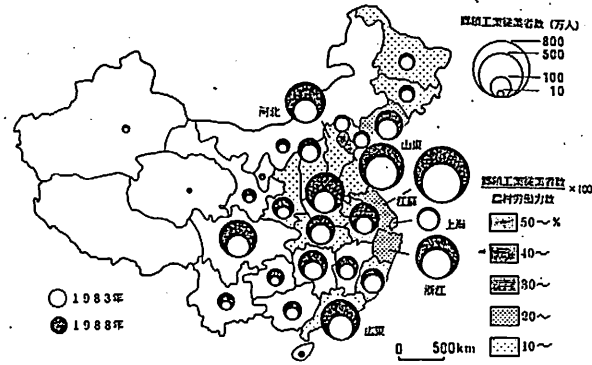 郷鎮工業従業者数 (万人)
800
500
100
10
河北
山東
江蘇
上海
浙江
広東
郷鎮工業従業者数
農村労働力数
×100
50～%
40～
30～
20～
10～
1983年
1988年
0 500km